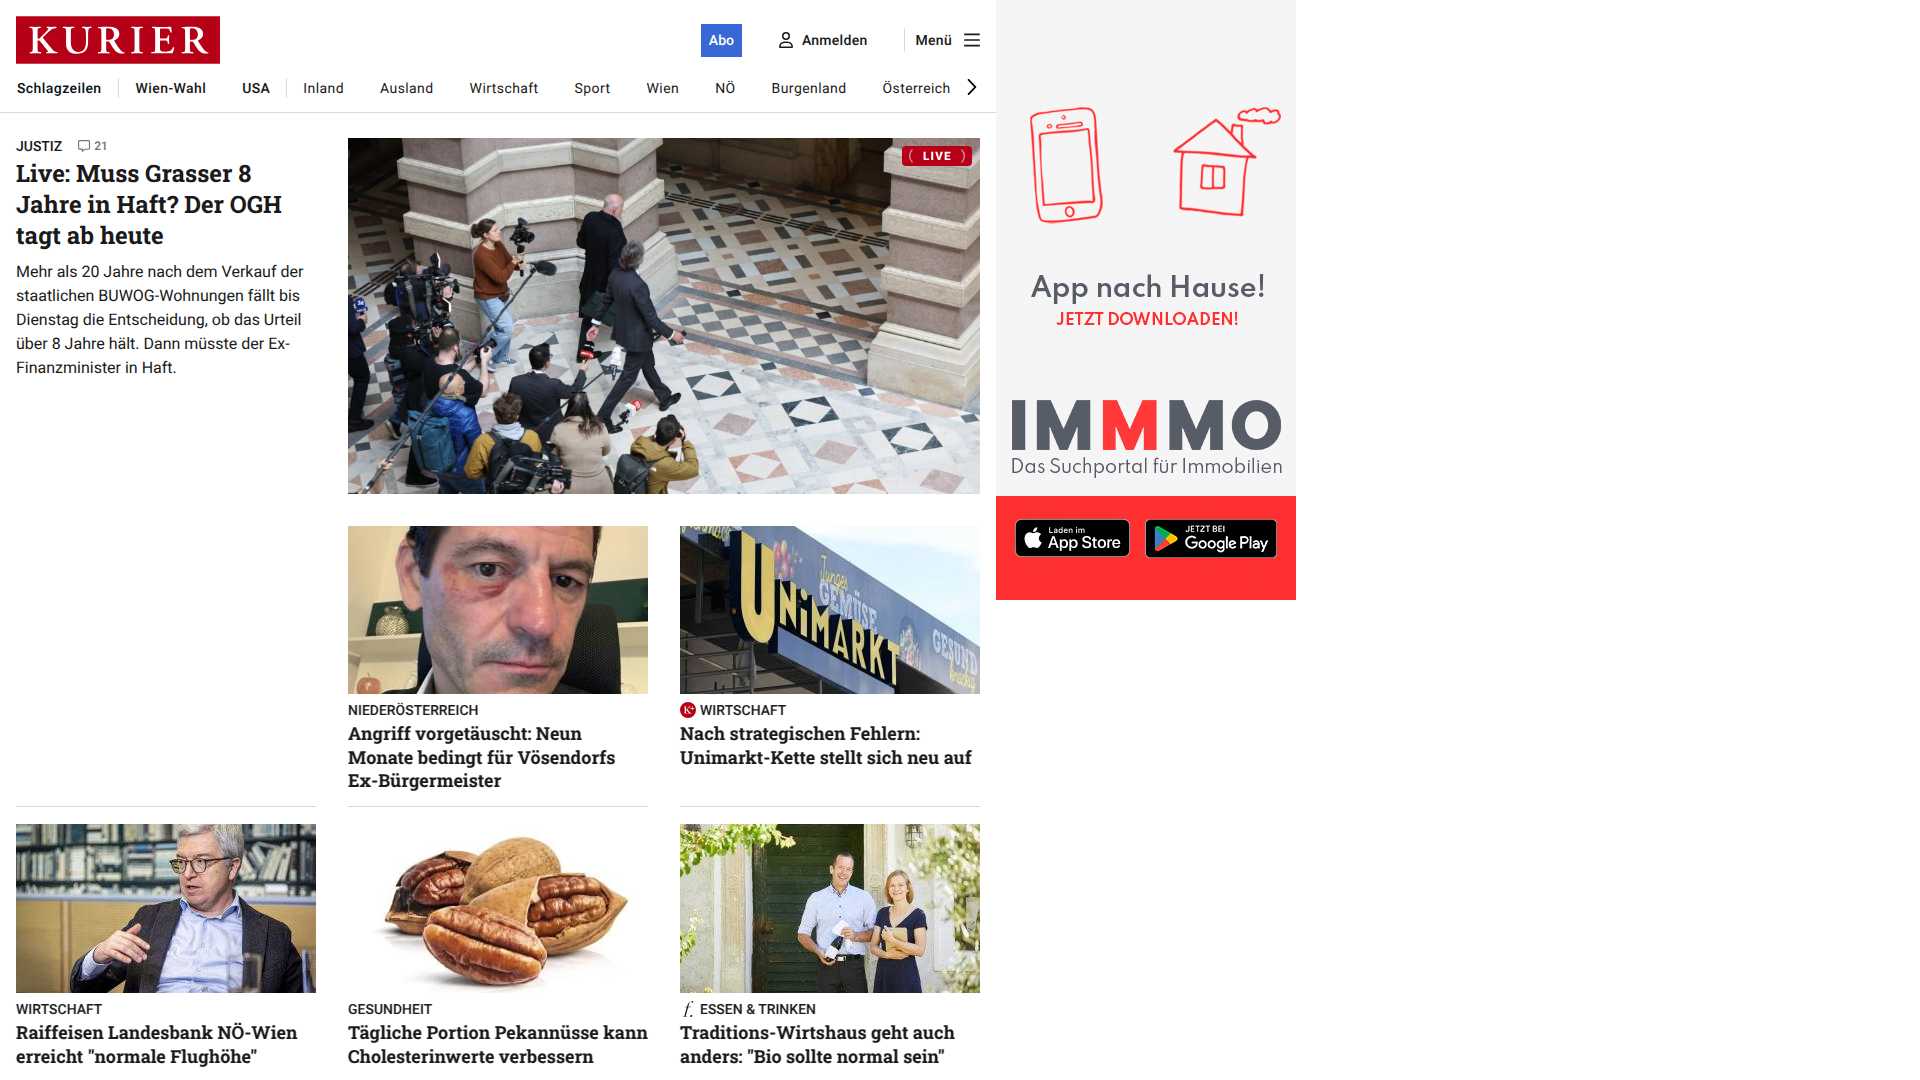 KURIER
Abo
Anmelden
Menü
Schlagzeilen
Wien-Wahl
USA
Inland
Ausland
Wirtschaft
Sport
Wien
NÖ
Burgenland
Österreich
JUSTIZ 21
Live: Muss Grasser 8
Jahre in Haft? Der OGH
tagt ab heute
Mehr als 20 Jahre nach dem Verkauf der
staatlichen BUWOG-Wohnungen fällt bis
Dienstag die Entscheidung, ob das Urteil
über 8 Jahre hält. Dann müsste der Ex-
Finanzminister in Haft.
LIVE
NIEDERÖSTERREICH
Angriff vorgetäuscht: Neun
Monate bedingt für Vösendorfs
Ex-Bürgermeister
Junges
GEMÜSE
UNIMARKT
GESUND
knackig
K+ WIRTSCHAFT
Nach strategischen Fehlern:
Unimarkt-Kette stellt sich neu auf
WIRTSCHAFT
Raiffeisen Landesbank NÖ-Wien
erreicht "normale Flughöhe"
GESUNDHEIT
Tägliche Portion Pekannüsse kann
Cholesterinwerte verbessern
f. ESSEN & TRINKEN
Traditions-Wirtshaus geht auch
anders: "Bio sollte normal sein"
App nach Hause!
JETZT DOWNLOADEN!
IMMMO
Das Suchportal für Immobilien
Laden im
App Store
JETZT BEI
Google Play